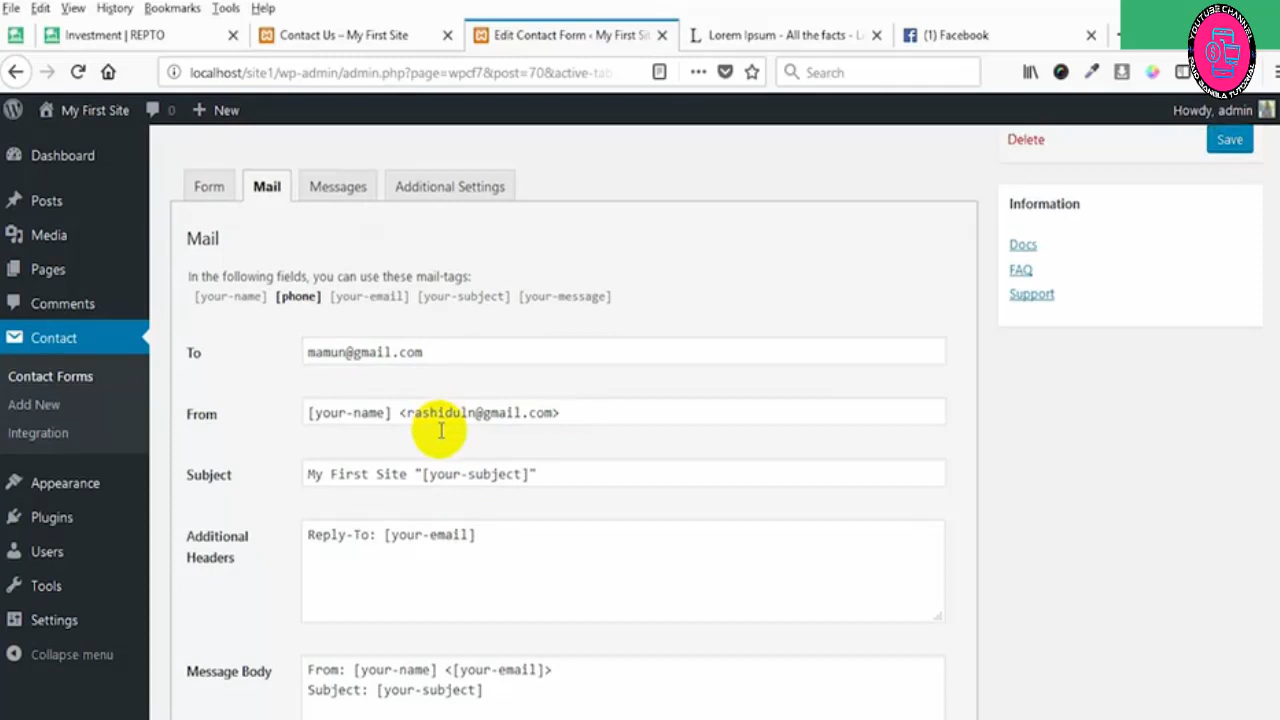 File Edit View History Bookmarks Tools Help
Investment | REPTO
Contact Us – My First Site
Edit Contact Form ‹ My First Si
Lorem Ipsum - All the facts - Li
(1) Facebook
localhost/site1/wp-admin/admin.php?page=wpcf7&post=70&active-tab
Search
My First Site 0 New
Howdy, admin
YOUTUBE CHANNEL
BANGLA TUTORIAL
Delete Save
Dashboard
Posts
Media
Pages
Comments
Contact
Contact Forms
Add New
Integration
Appearance
Plugins
Users
Tools
Settings
Collapse menu
Form Mail Messages Additional Settings
Mail
In the following fields, you can use these mail-tags:
[your-name] [phone] [your-email] [your-subject] [your-message]
To mamun@gmail.com
From [your-name] <rashiduln@gmail.com>
Subject My First Site "[your-subject]"
Additional Headers Reply-To: [your-email]
Message Body From: [your-name] <[your-email]>
Subject: [your-subject]
Information
Docs
FAQ
Support